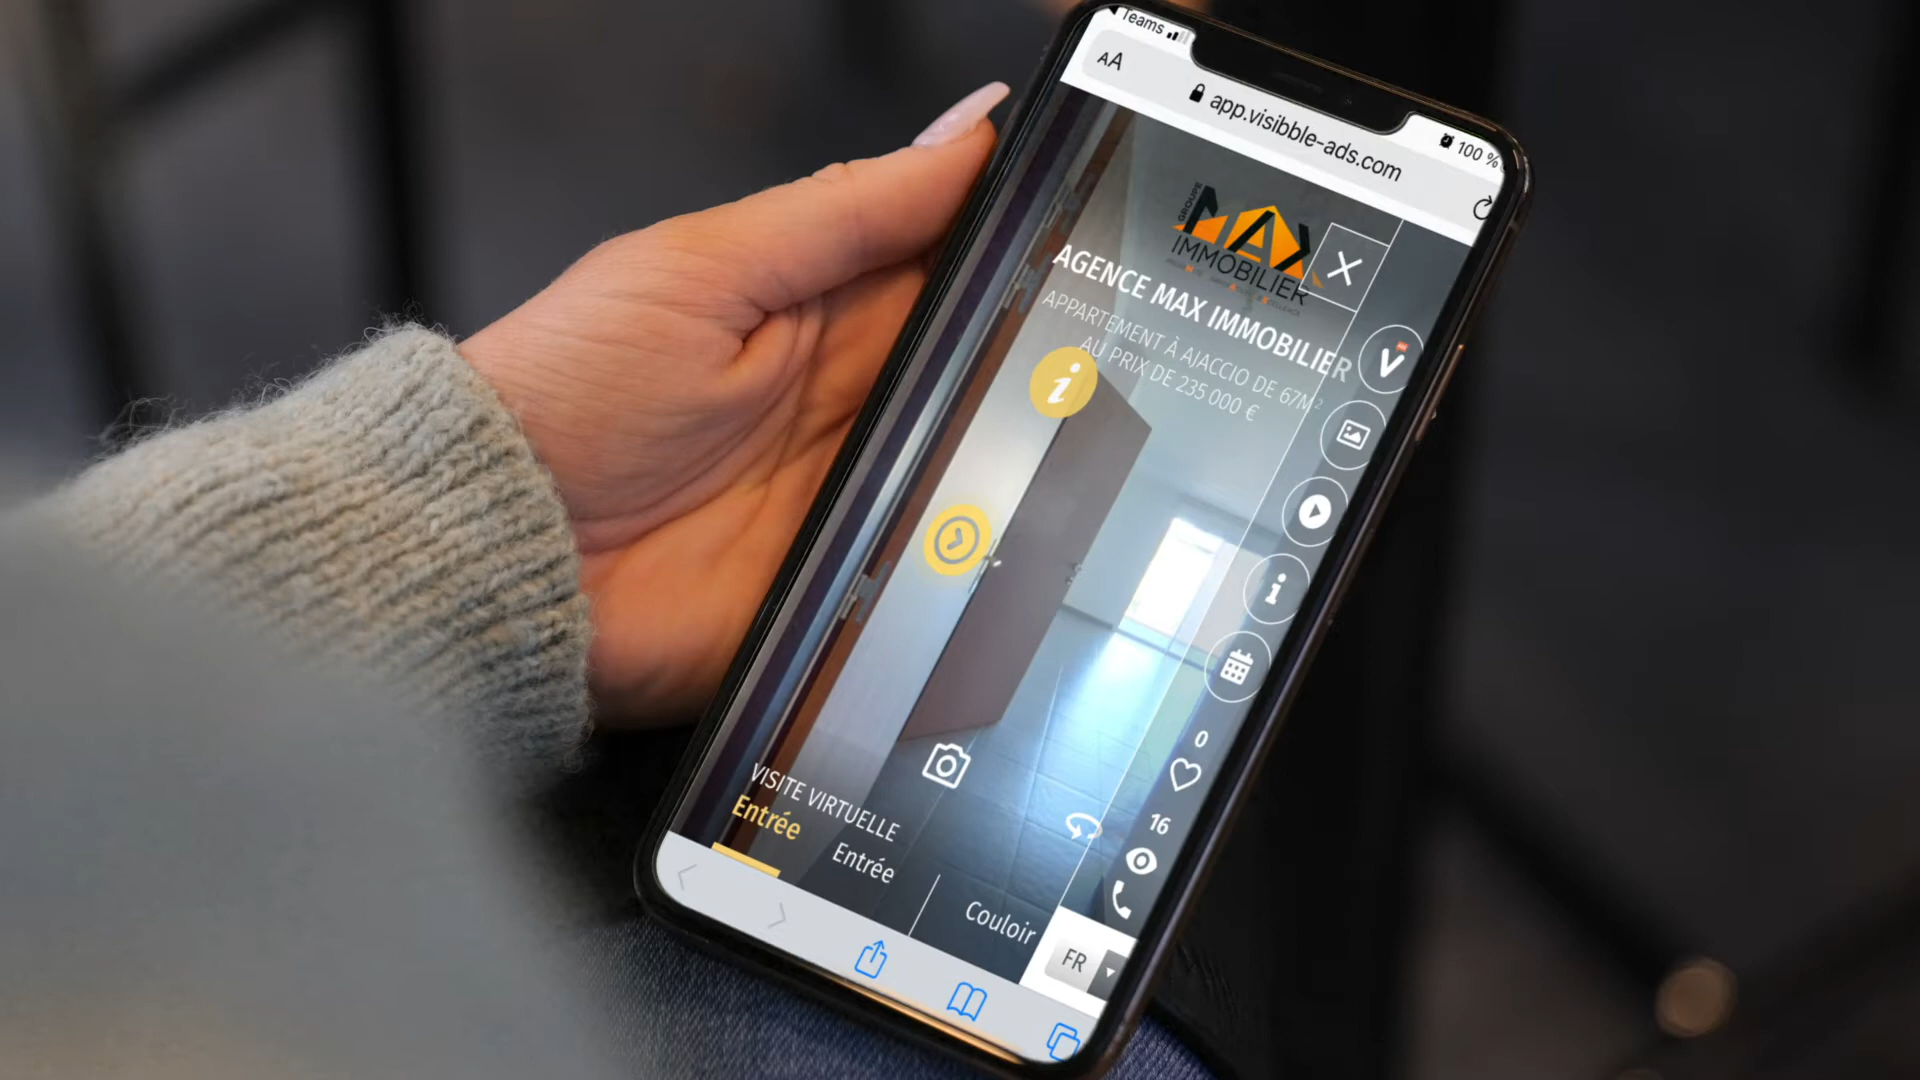 Teams
100 %
AA
app.visibble-ads.com
GROUPE
MAX
IMMOBILIER
AGENCE MAX IMMOBILIER
APPARTEMENT À AJACCIO DE 67M²
AU PRIX DE 235 000 €
V
0
16
VISITE VIRTUELLE
Entrée
Entrée
Couloir
FR